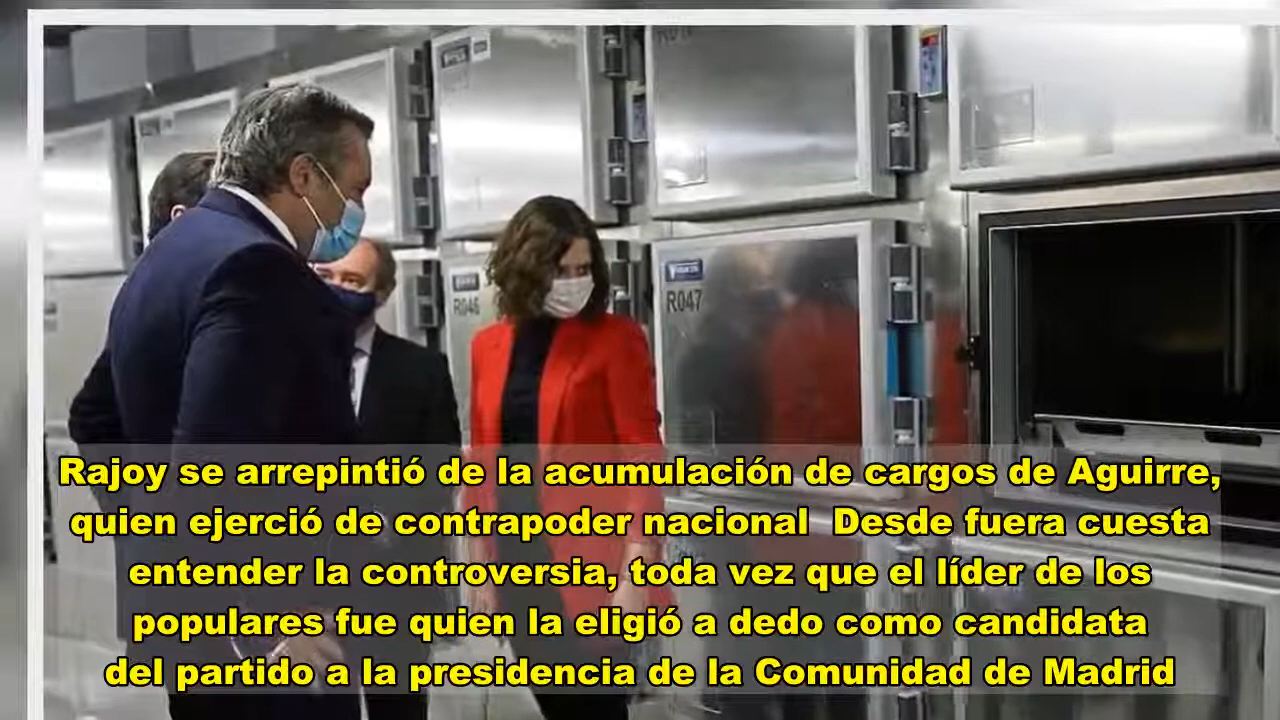 R046
R047
Rajoy se arrepintió de la acumulación de cargos de Aguirre,
quien ejerció de contrapoder nacional Desde fuera cuesta
entender la controversia, toda vez que el líder de los
populares fue quien la eligió a dedo como candidata
del partido a la presidencia de la Comunidad de Madrid